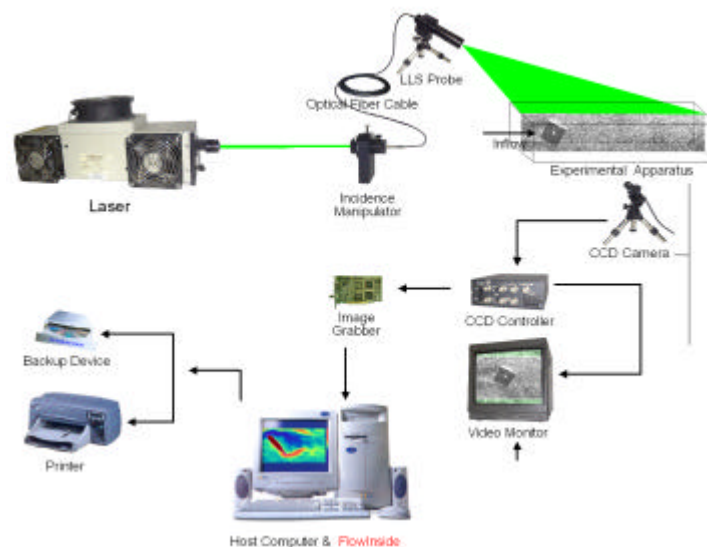 LLS Probe
Optical Fiber Cable
Inflow
Experimental Apparatus
Laser
Incidence
Manipulator
CCD Camera
Image
Grabber
CCD Controller
Backup Device
Video Monitor
Printer
Host Computer & FlowInside